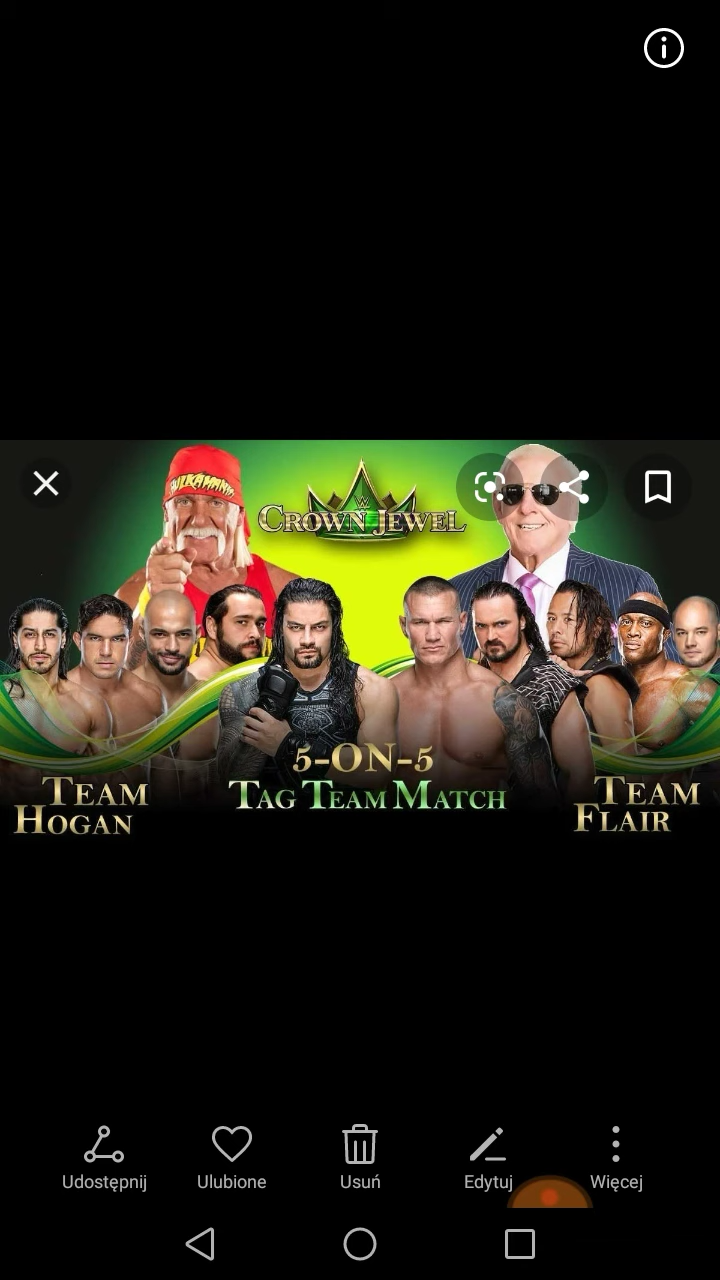 HULKAMANIA
W
CROWN JEWEL
5-ON-5
TAG TEAM MATCH
TEAM
HOGAN
TEAM
FLAIR
Udostępnij
Ulubione
Usuń
Edytuj
Więcej